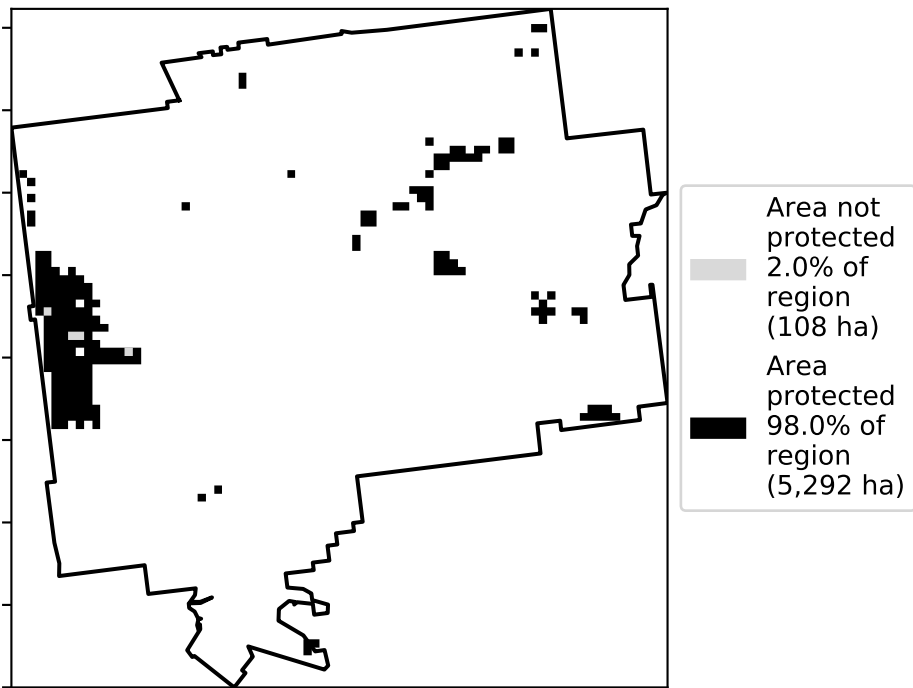 Area not
protected
2.0% of
region
(108 ha)
Area
protected
98.0% of
region
(5,292 ha)